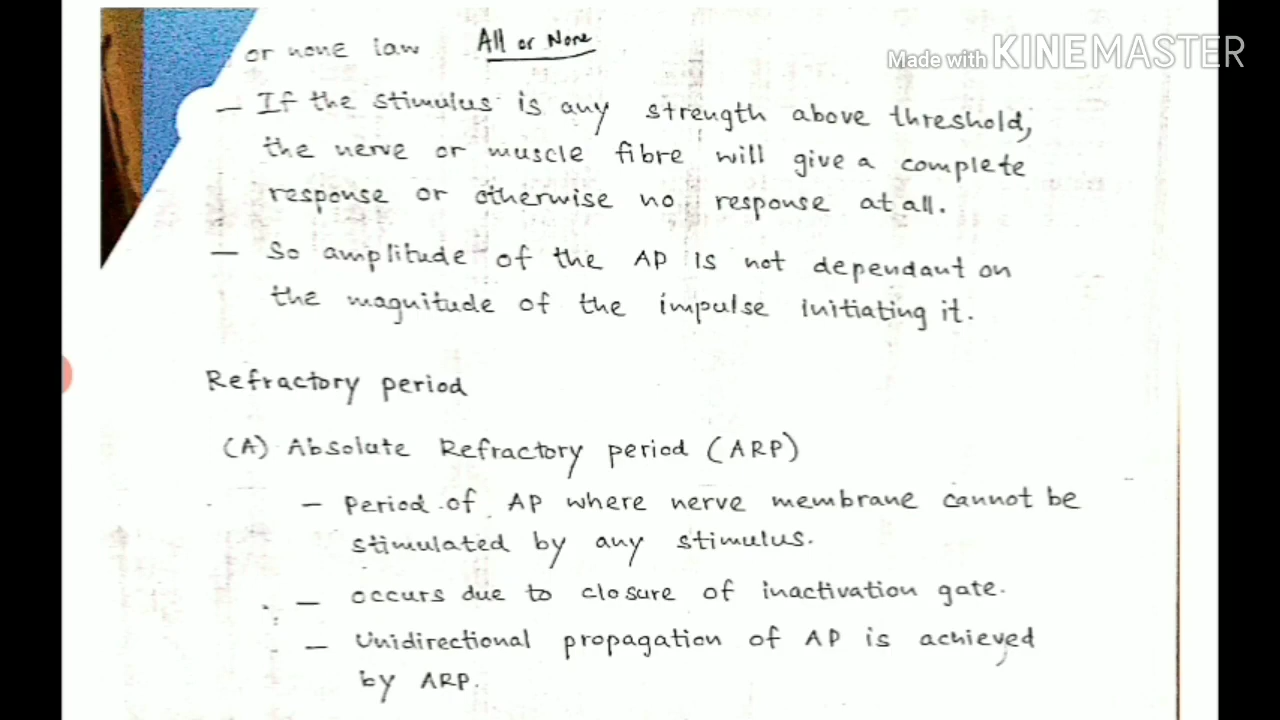 or none law All or None
Made with KINEMASTER
– If the stimulus is any strength above threshold,
the nerve or muscle fibre will give a complete
response or otherwise no response at all.
– So amplitude of the AP is not dependant on
the magnitude of the impulse initiating it.
Refractory period
(A) Absolute Refractory period (ARP)
– Period of AP where nerve membrane cannot be
stimulated by any stimulus.
– occurs due to closure of inactivation gate.
– Unidirectional propagation of AP is achieved
by ARP.